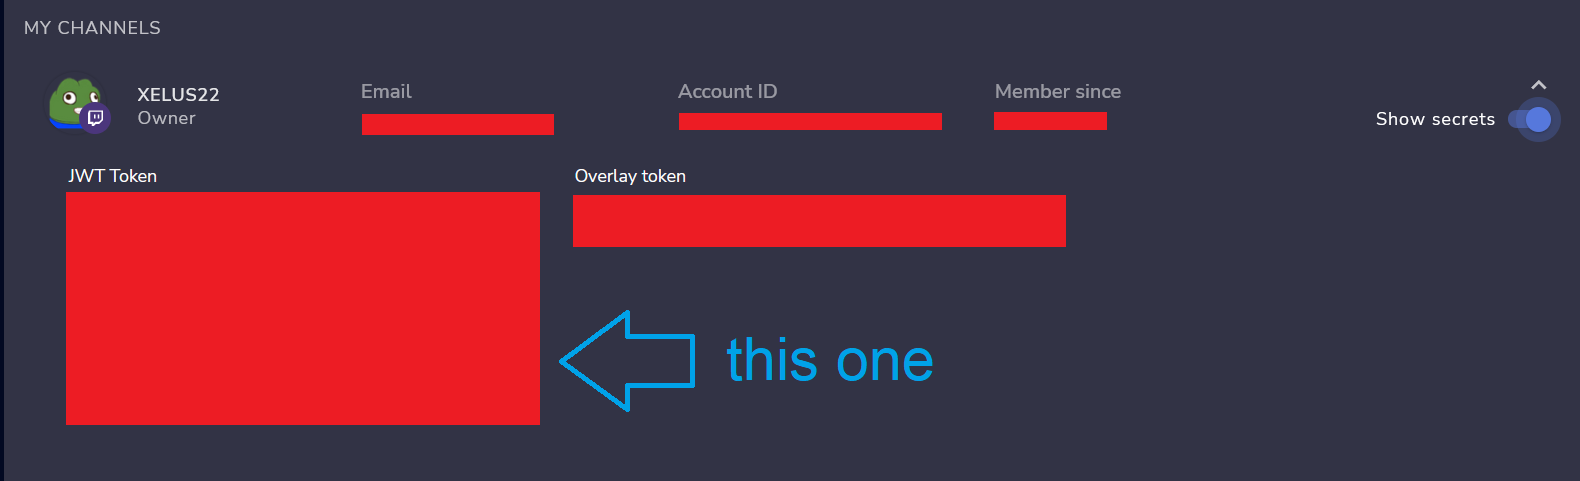 MY CHANNELS
XELUS22
Owner
Email
Account ID
Member since
Show secrets
JWT Token
Overlay token
this one